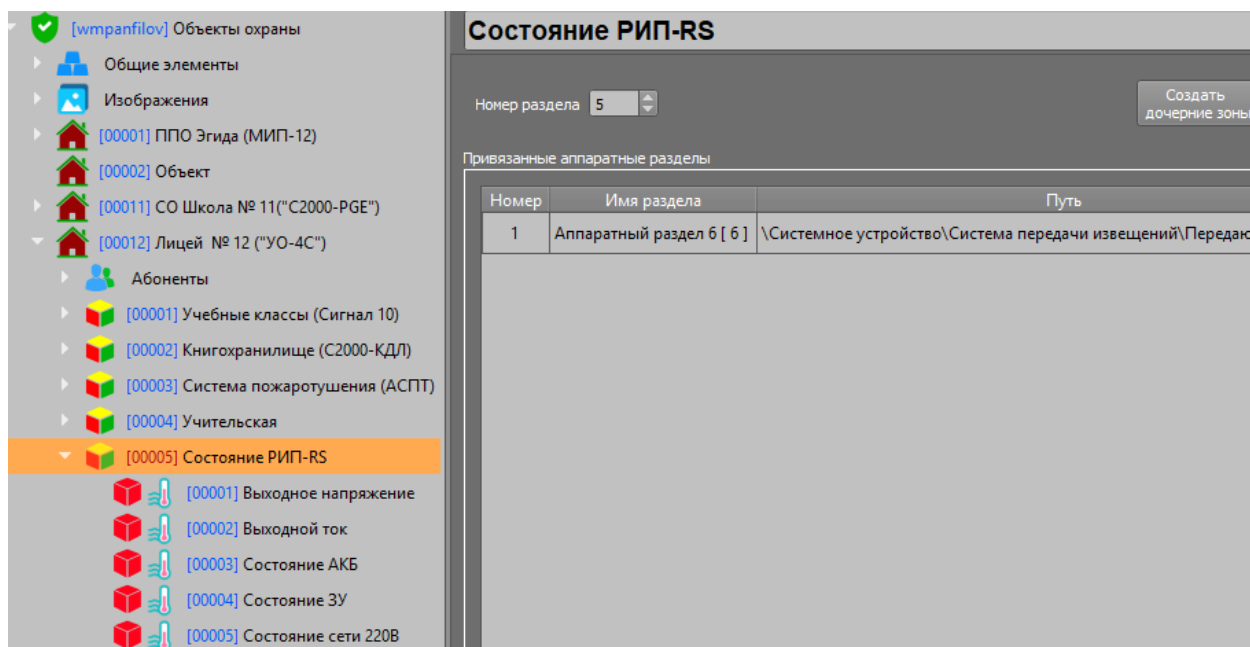 [wmpanfilov] Объекты охраны
Общие элементы
Изображения
[00001] ППО Эгида (МИП-12)
[00002] Объект
[00011] СО Школа № 11("С2000-PGE")
[00012] Лицей № 12 ("УО-4С")
Абоненты
[00001] Учебные классы (Сигнал 10)
[00002] Книгохранилище (С2000-КДЛ)
[00003] Система пожаротушения (АСПТ)
[00004] Учительская
[00005] Состояние РИП-RS
[00001] Выходное напряжение
[00002] Выходной ток
[00003] Состояние АКБ
[00004] Состояние ЗУ
[00005] Состояние сети 220В
Состояние РИП-RS
Номер раздела 5
Создать
дочерние зоны
Привязанные аппаратные разделы
Номер Имя раздела Путь
1 Аппаратный раздел 6 [ 6 ] \Системное устройство\Система передачи извещений\Передаю